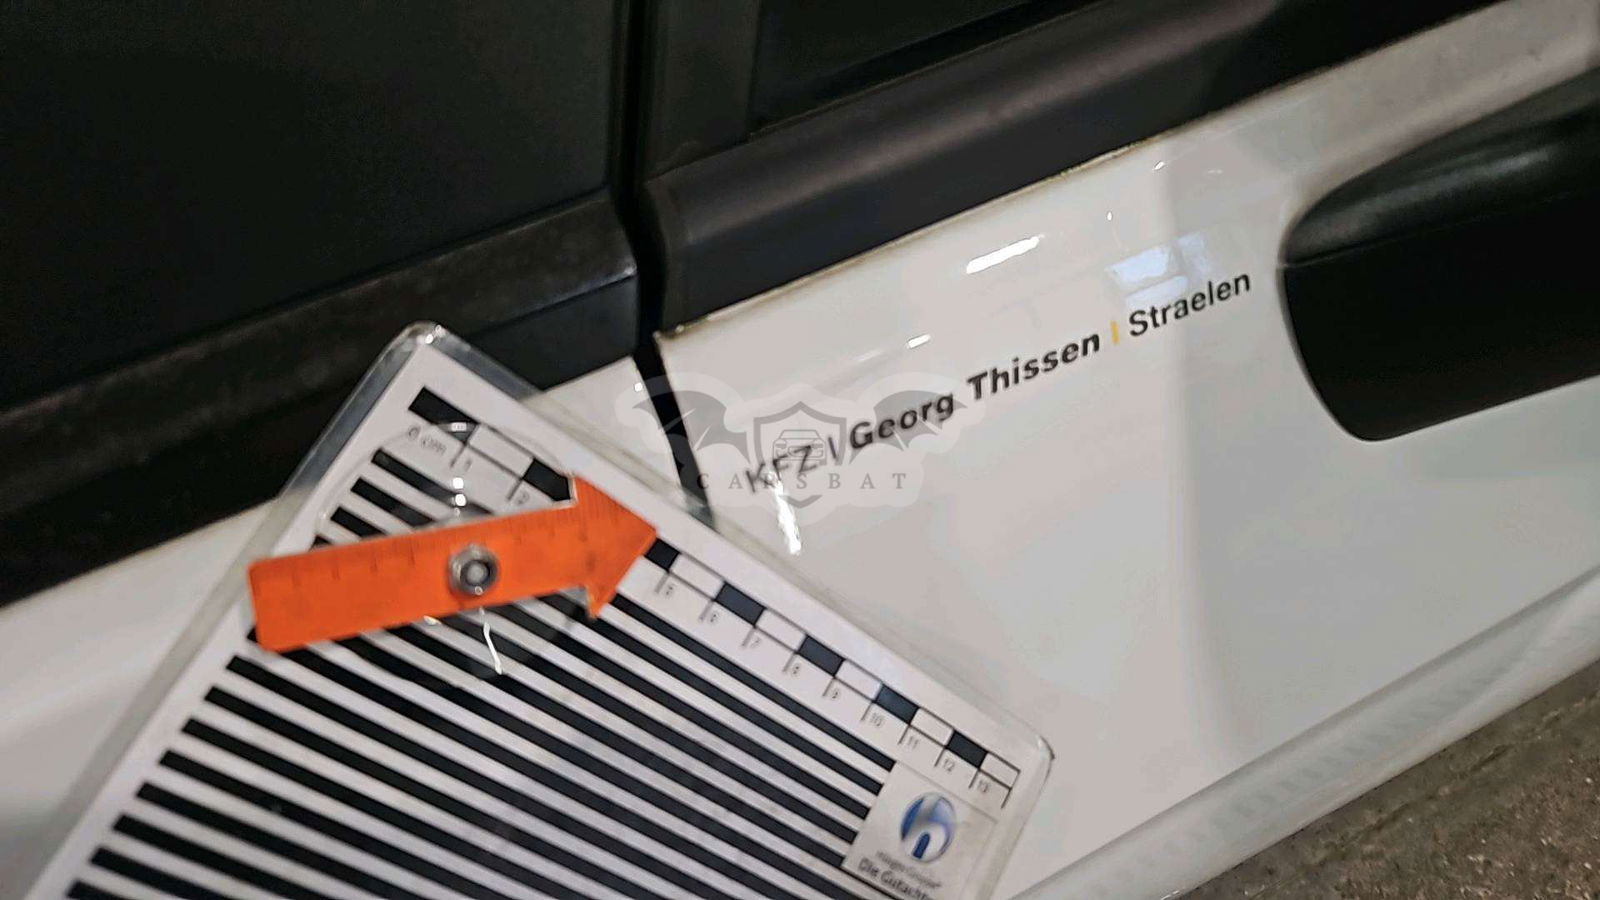 KFZ | Georg Thissen | Straelen
CARSBAT
0 cm 1 2
5 6 7 8 9 10 11 12 13
h
Die Gutacht